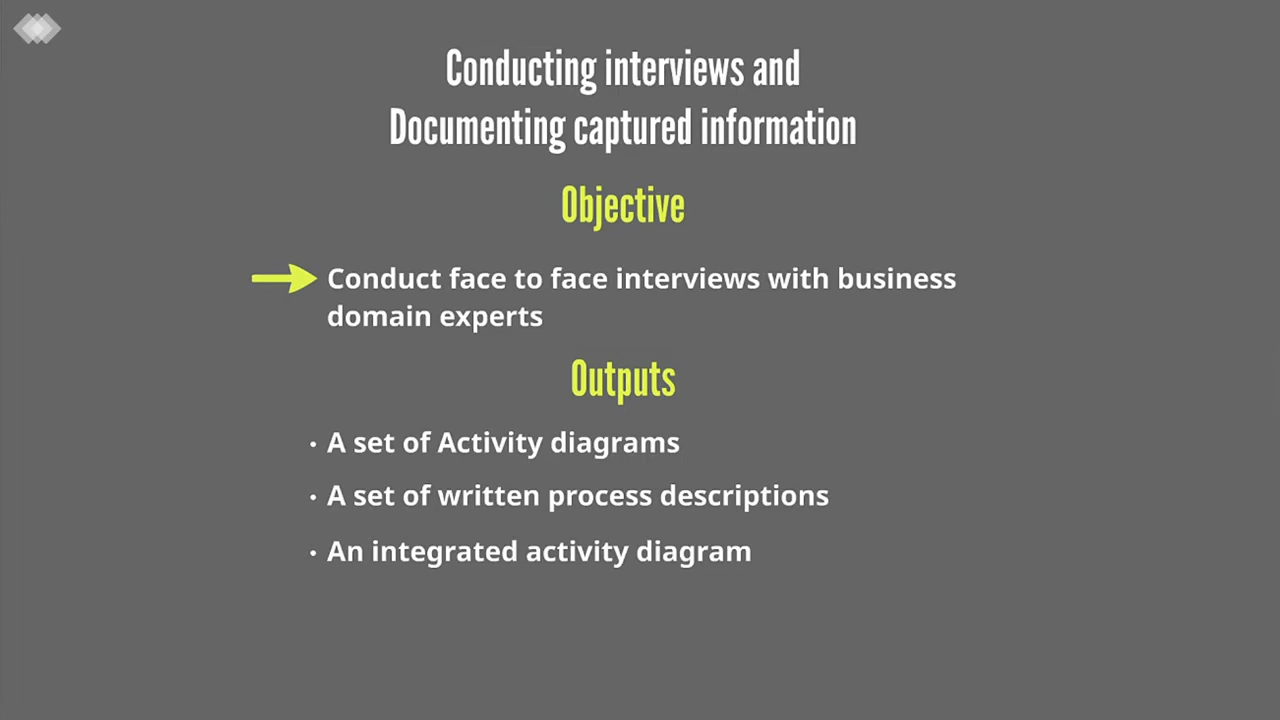 Conducting interviews and
Documenting captured information
Objective
Conduct face to face interviews with business
domain experts
Outputs
• A set of Activity diagrams
• A set of written process descriptions
• An integrated activity diagram